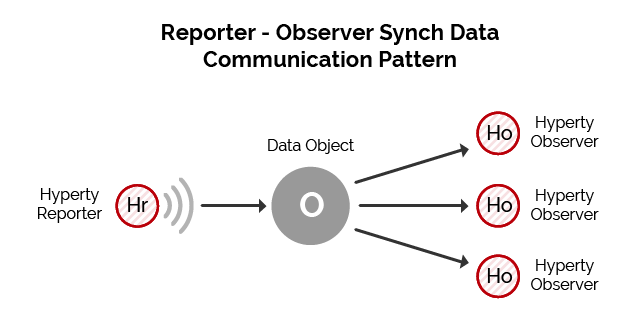 Reporter - Observer Synch Data
Communication Pattern
Data Object
Hyperty
Reporter
Hr
O
Ho
Hyperty
Observer
Ho
Hyperty
Observer
Ho
Hyperty
Observer